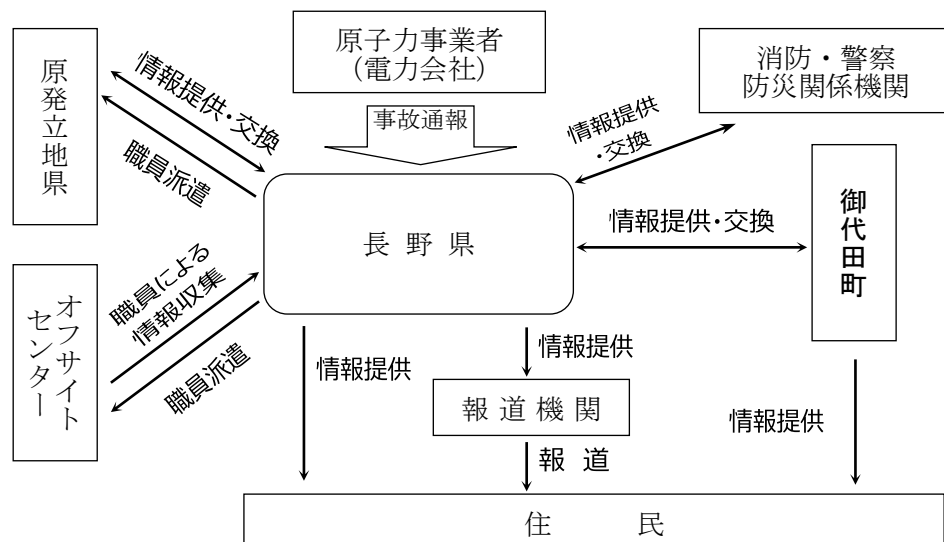 原子力事業者
（電力会社）
消防・警察
防災関係機関
原発立地県
情報提供・交換
職員派遣
事故通報
情報提供
・交換
長野県
情報提供・交換
御代田町
オフサイト
センター
職員による
情報収集
職員派遣
情報提供
情報提供
報道機関
情報提供
報道
住民